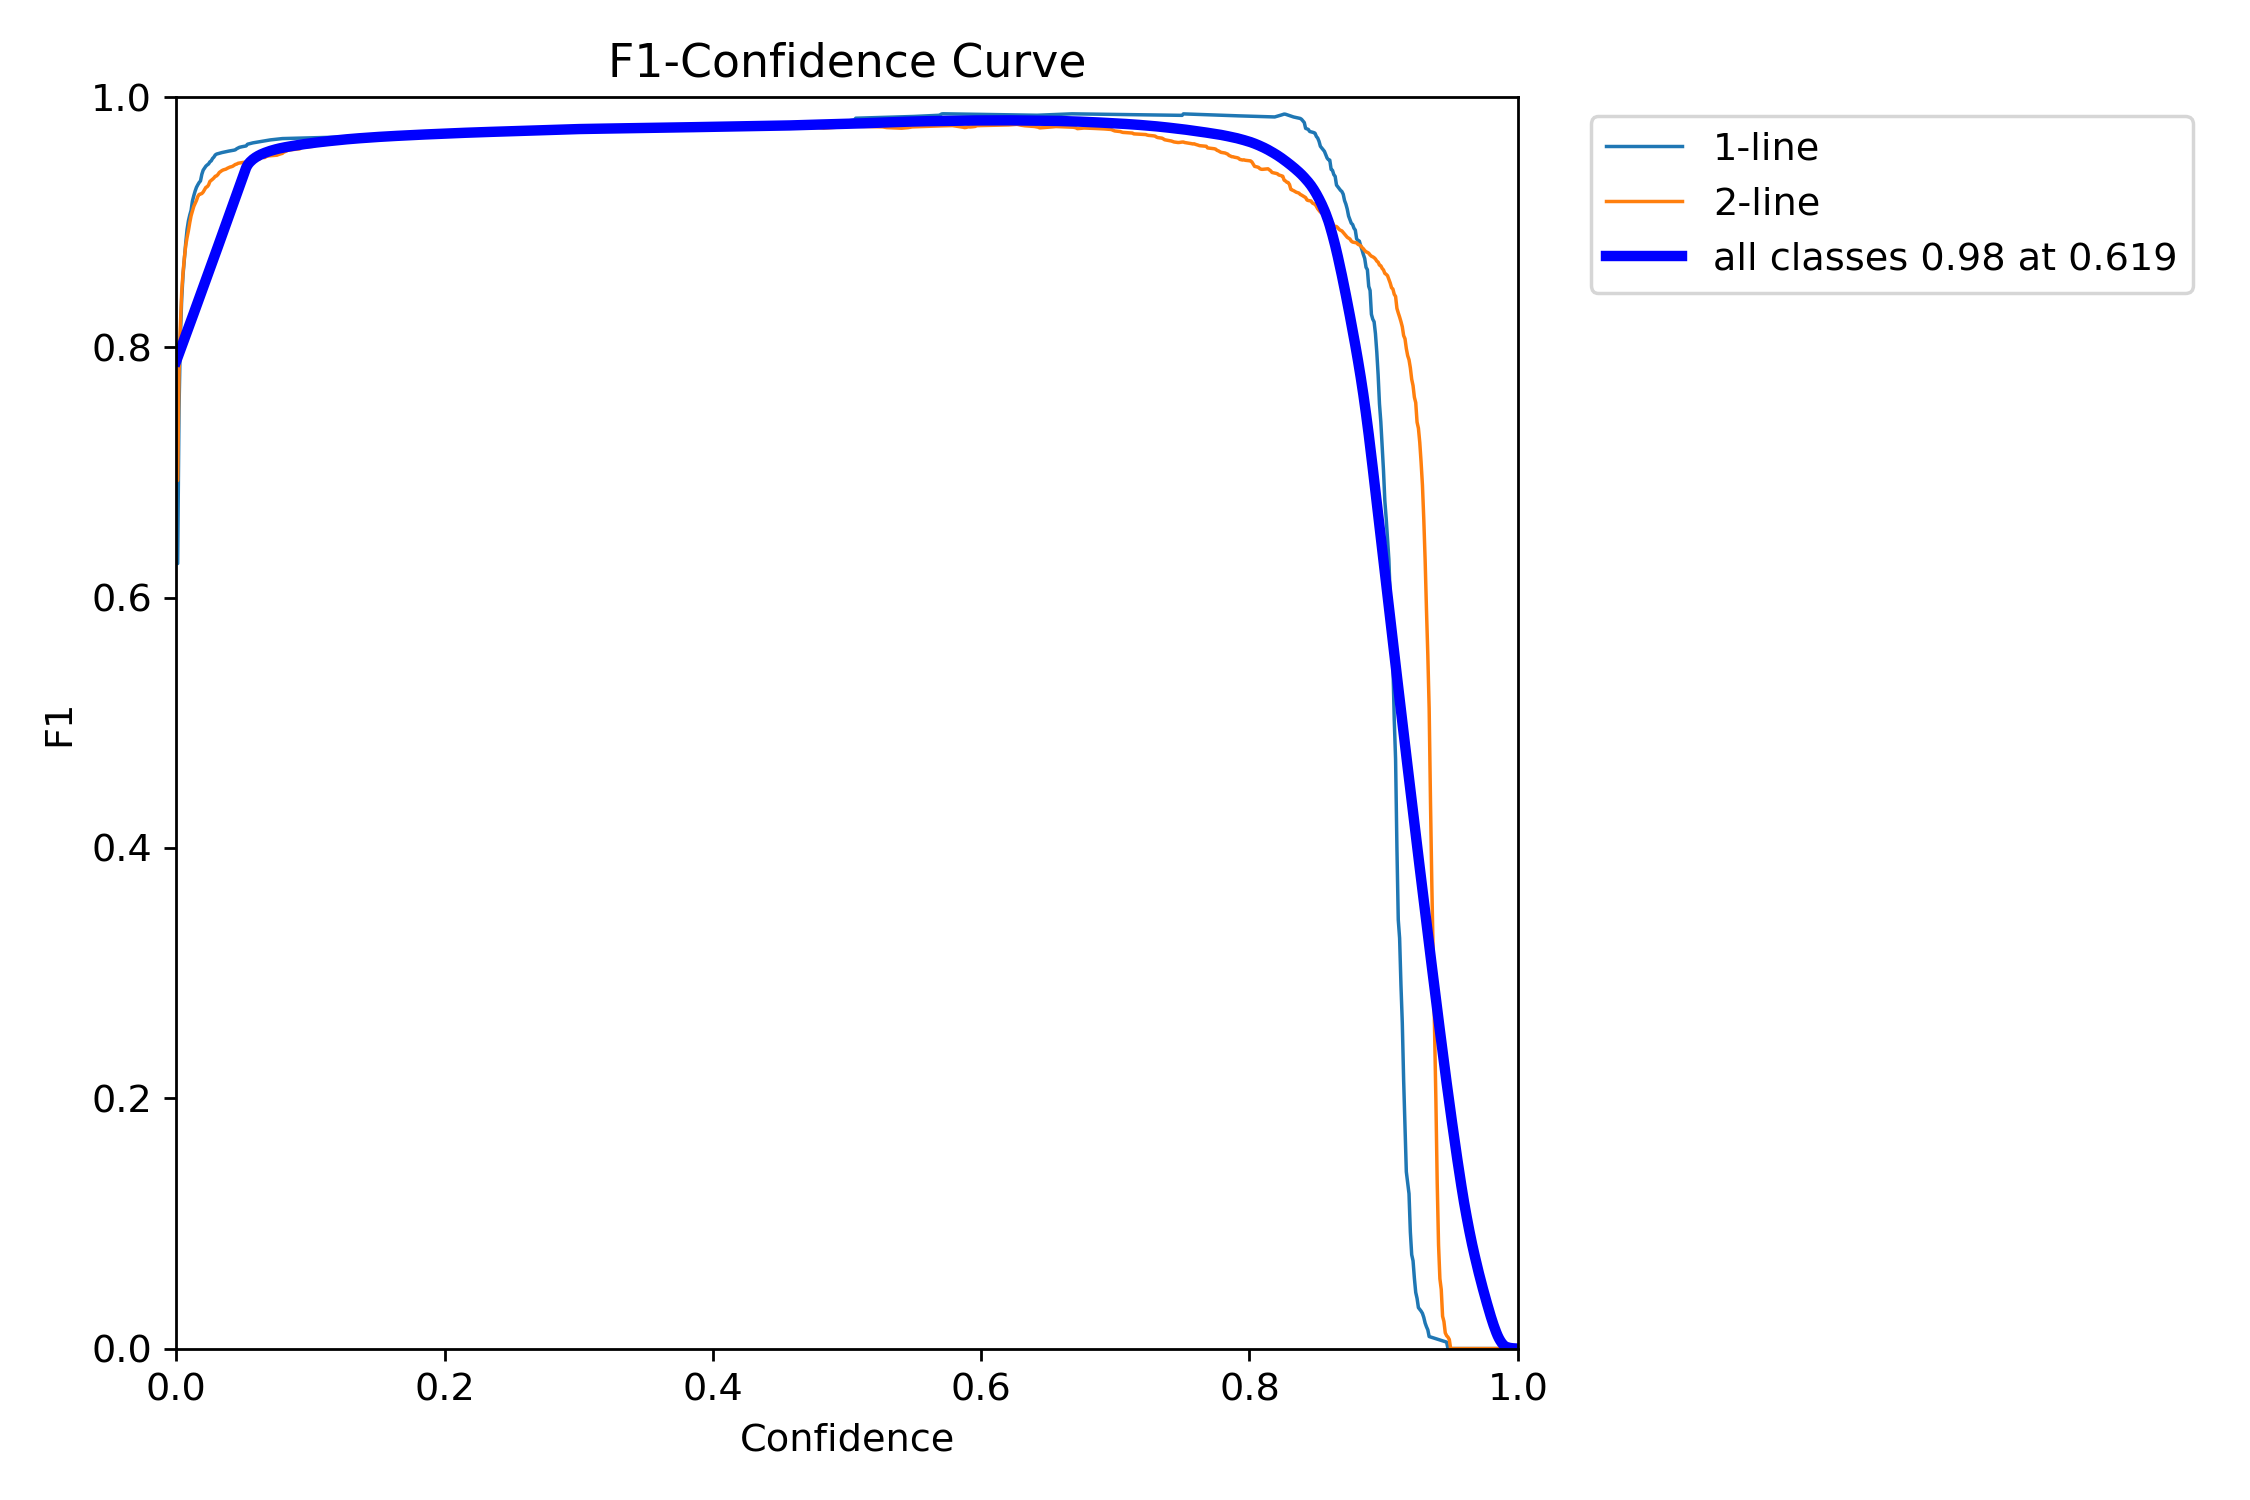 F1-Confidence Curve
1.0
0.8
0.6
0.4
0.2
0.0
F1
0.0 0.2 0.4 0.6 0.8 1.0
Confidence
1-line
2-line
all classes 0.98 at 0.619